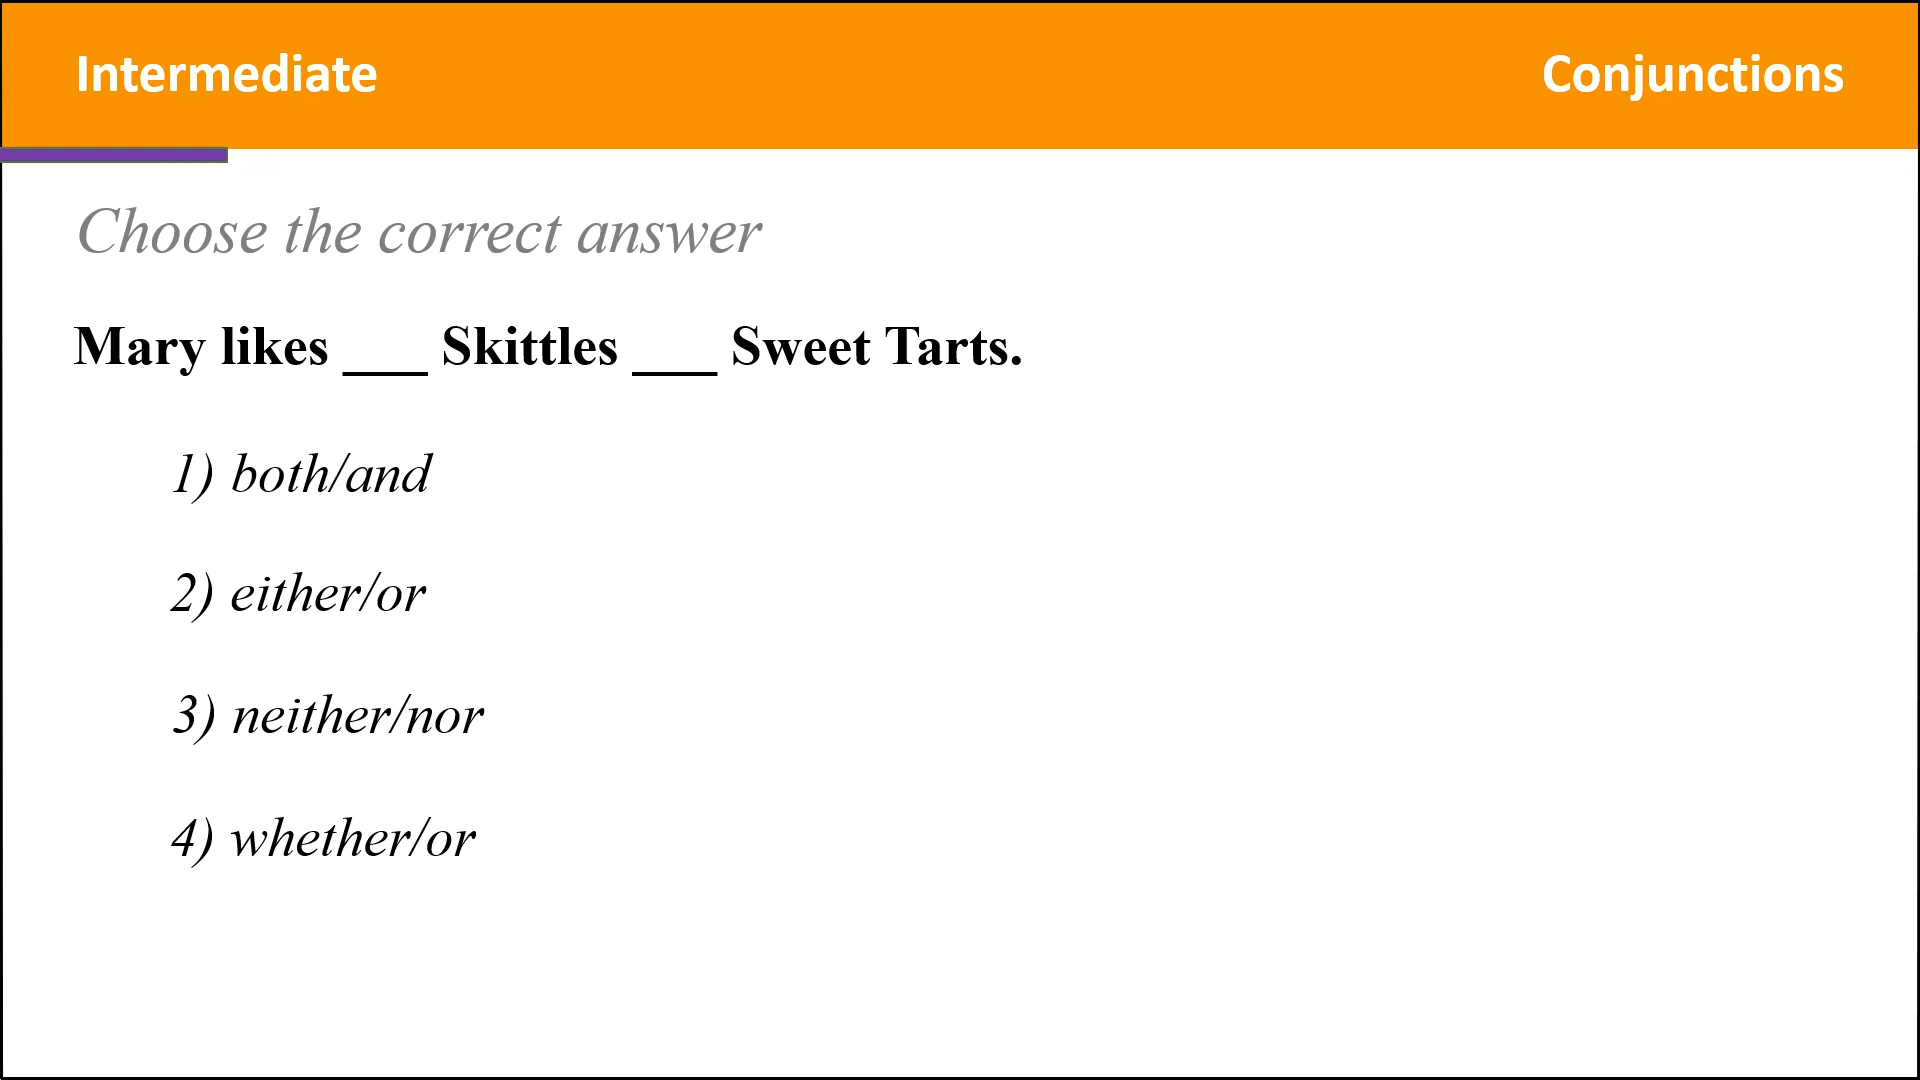 Intermediate
Conjunctions
Choose the correct answer
Mary likes ___ Skittles ___ Sweet Tarts.
1) both/and
2) either/or
3) neither/nor
4) whether/or